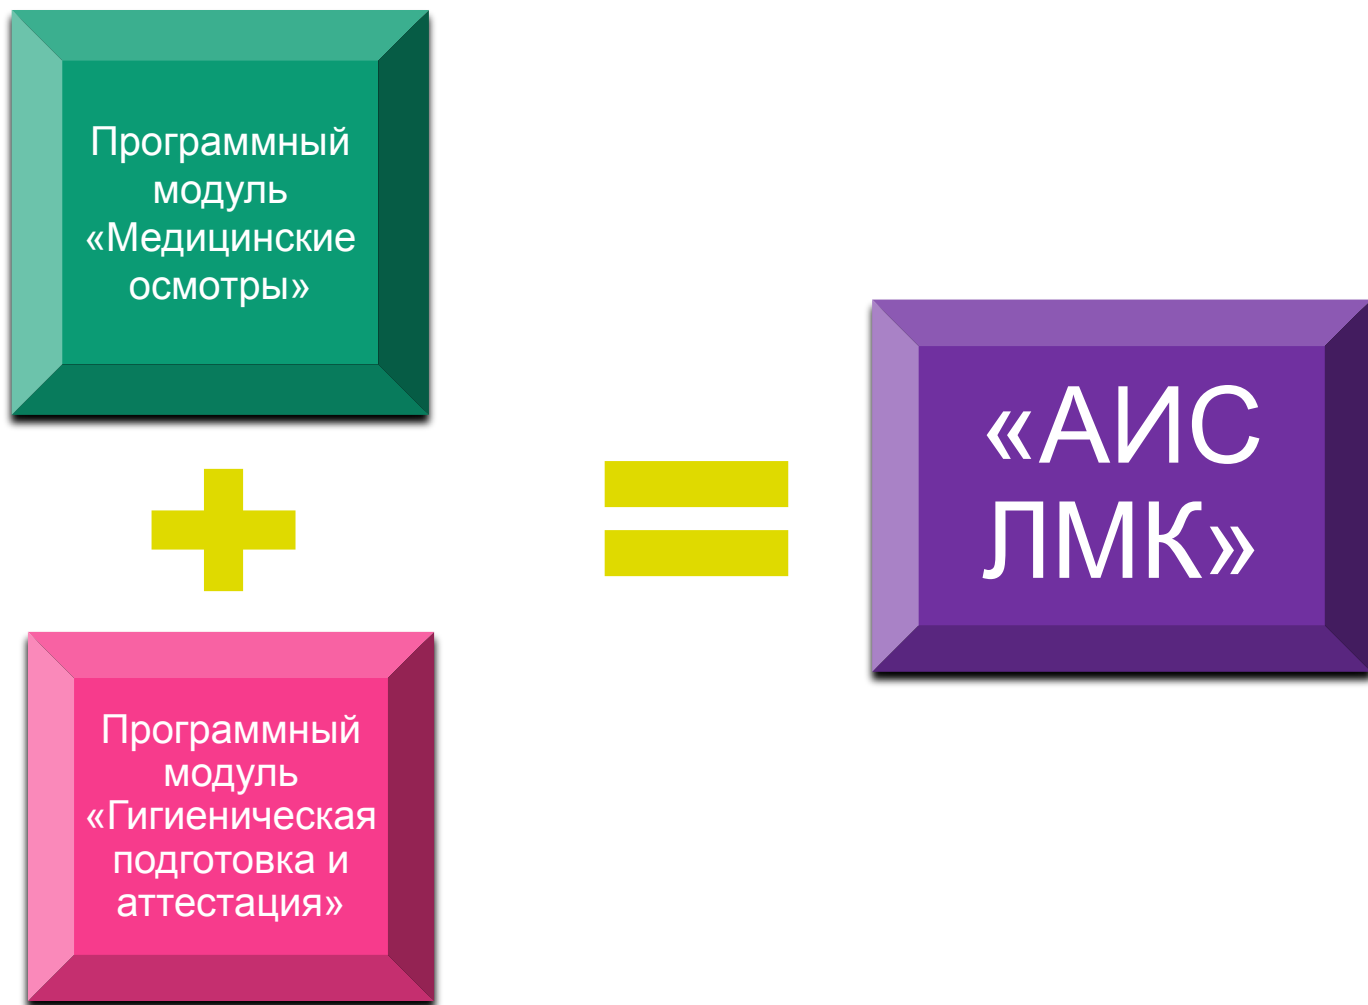 Программный
модуль
«Медицинские
осмотры»
Программный
модуль
«Гигиеническая
подготовка и
аттестация»
«АИС
ЛМК»